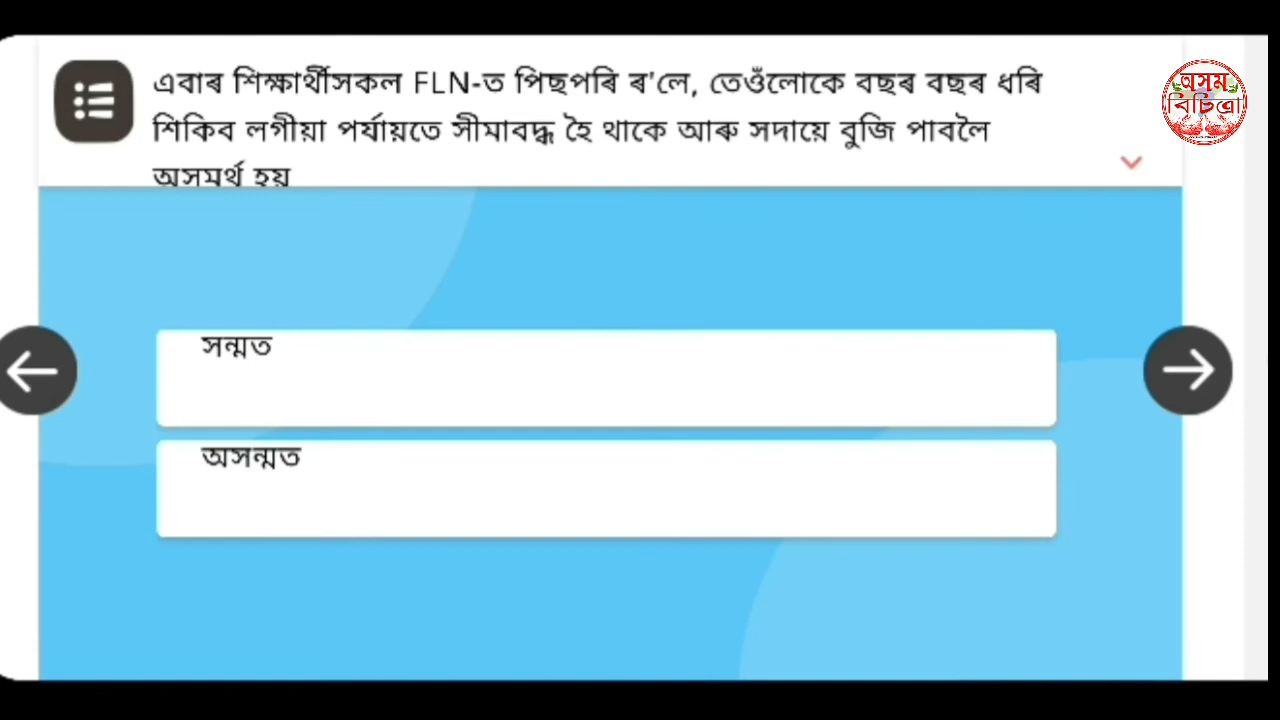 এবাৰ শিক্ষাৰ্থীসকল FLN-ত পিছপৰি ৰ'লে, তেওঁলোকে বছৰ বছৰ ধৰি
শিকিব লগীয়া পৰ্যায়তে সীমাবদ্ধ হৈ থাকে আৰু সদায়ে বুজি পাবলৈ
অসমৰ্থ হয়
অসম
বিচিত্ৰা
সন্মত
অসন্মত